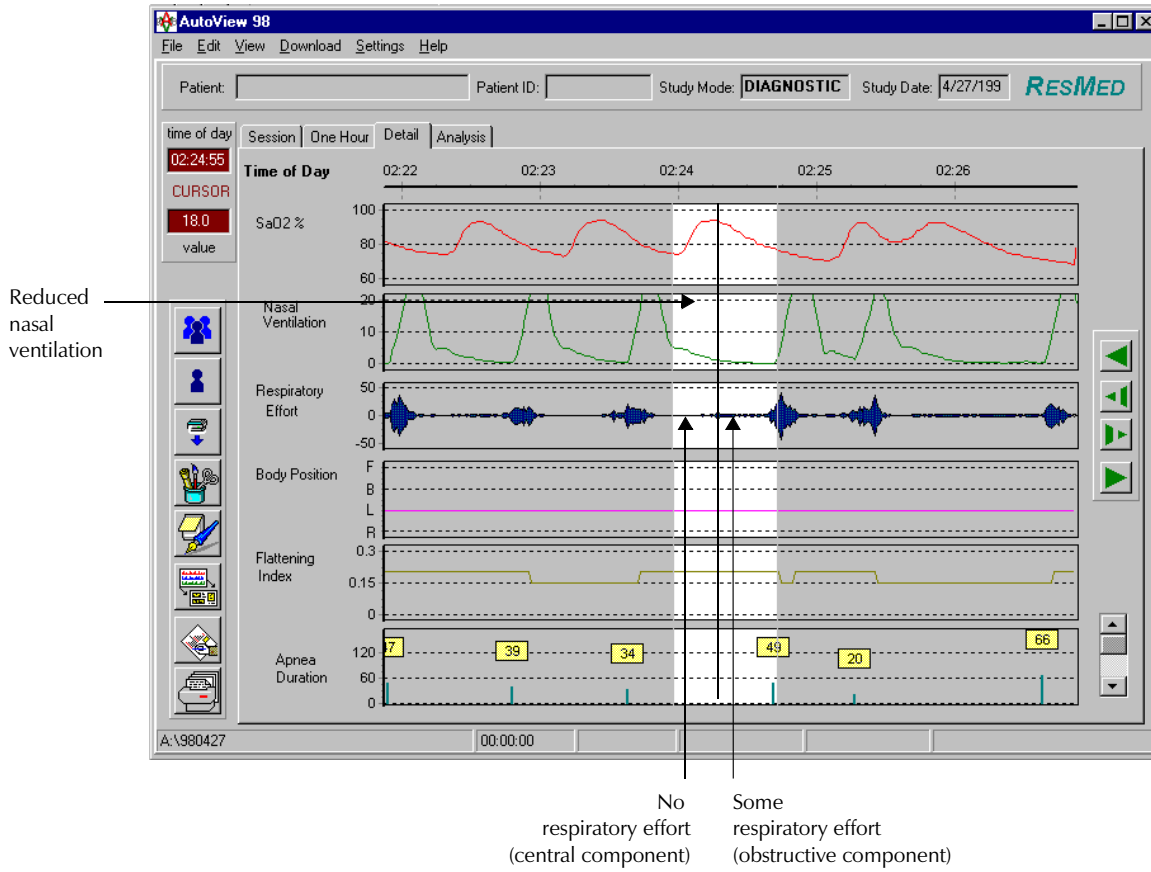 AutoView 98
File Edit View Download Settings Help
Patient: Patient ID: Study Mode: DIAGNOSTIC Study Date: 4/27/199 RESMED
time of day
02:24:55
CURSOR
18.0
value
Session One Hour Detail Analysis
Time of Day 02:22 02:23 02:24 02:25 02:26
SaO2 %
100
80
60
Reduced
nasal
ventilation
Nasal
Ventilation
20
10
0
Respiratory
Effort
50
0
-50
Body Position
F
B
L
R
Flattening
Index
0.3
0.15
0
Apnea
Duration
120
60
0
39 34 49 20 66
A:\980427 00:00:00
No
respiratory effort
(central component)
Some
respiratory effort
(obstructive component)